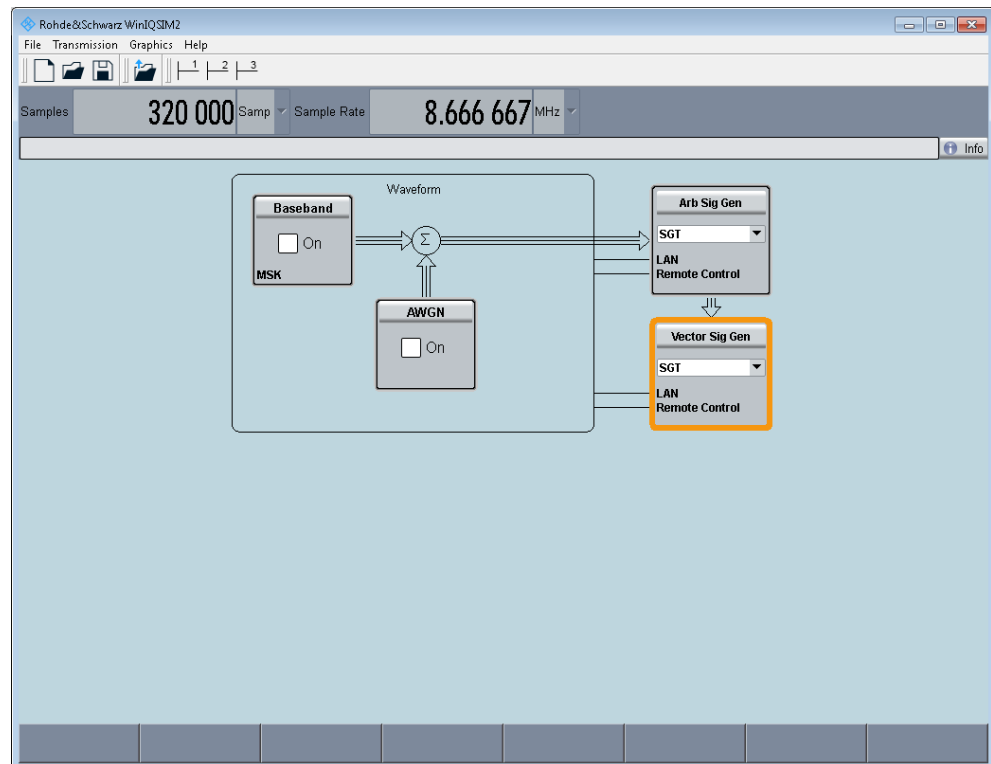 Rohde&Schwarz WinIQSIM2
File Transmission Graphics Help
1 2 3
Samples 320 000 Samp Sample Rate 8.666 667 MHz
Info
Waveform
Baseband
On
MSK
Σ
AWGN
On
Arb Sig Gen
SGT
LAN
Remote Control
Vector Sig Gen
SGT
LAN
Remote Control